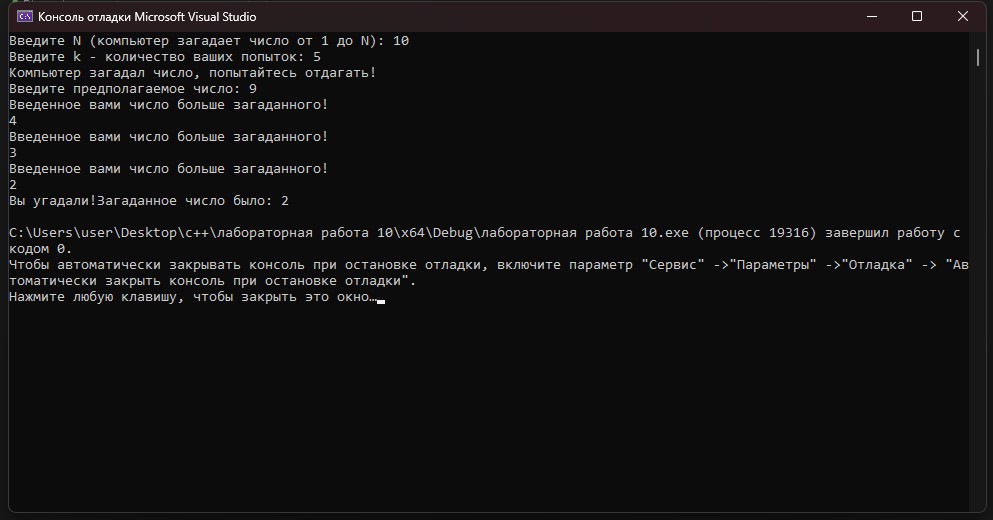 Консоль отладки Microsoft Visual Studio
Введите N (компьютер загадает число от 1 до N): 10
Введите k - количество ваших попыток: 5
Компьютер загадал число, попытайтесь отдагать!
Введите предполагаемое число: 9
Введенное вами число больше загаданного!
4
Введенное вами число больше загаданного!
3
Введенное вами число больше загаданного!
2
Вы угадали!Загаданное число было: 2
C:\Users\user\Desktop\c++\лабораторная работа 10\x64\Debug\лабораторная работа 10.exe (процесс 19316) завершил работу с
кодом 0.
Чтобы автоматически закрывать консоль при остановке отладки, включите параметр "Сервис" ->"Параметры" ->"Отладка" -> "Ав
томатически закрыть консоль при остановке отладки".
Нажмите любую клавишу, чтобы закрыть это окно…